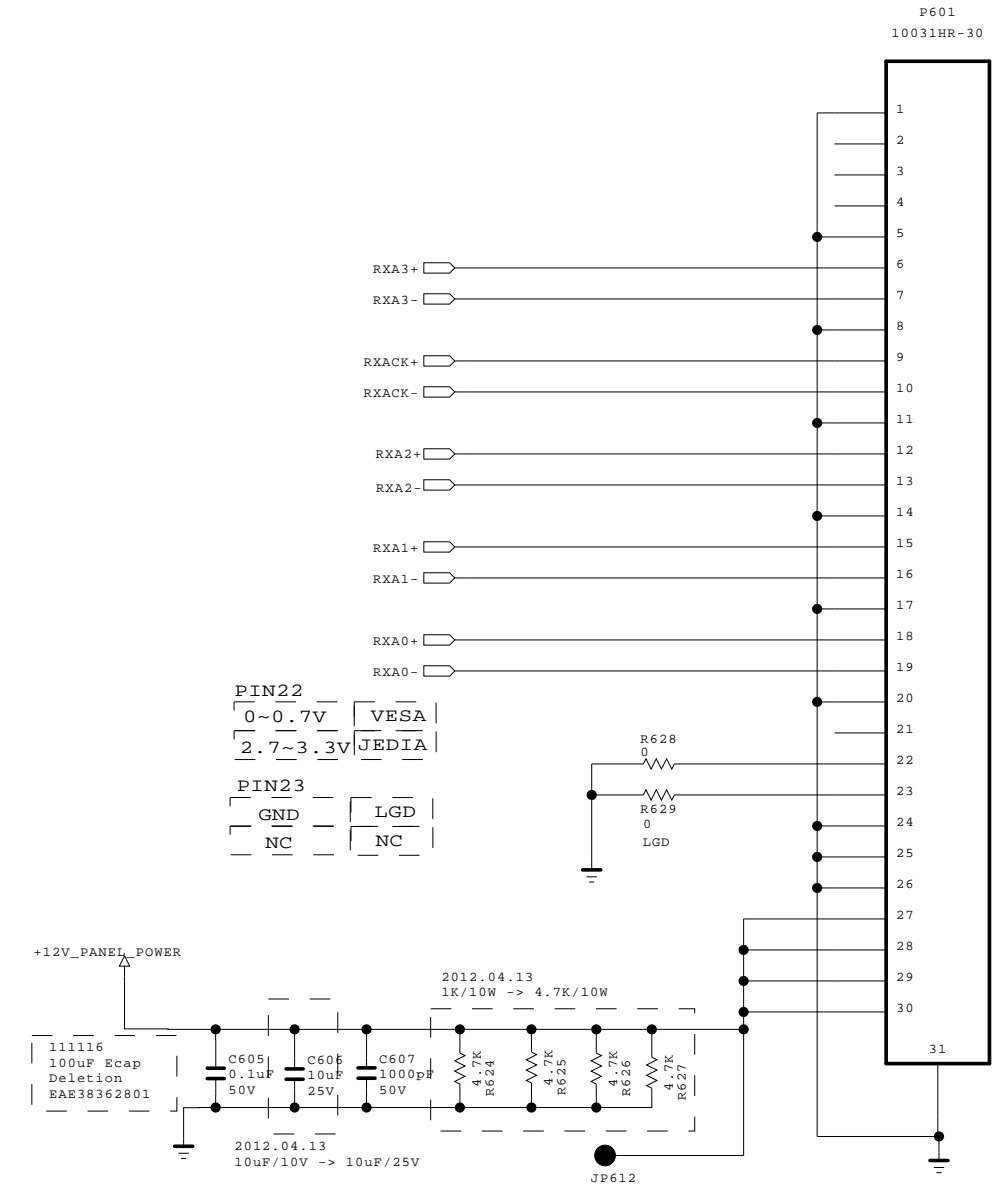 P601
10031HR-30
1
2
3
4
5
RXA3+
6
RXA3-
7
8
RXACK+
9
RXACK-
10
11
RXA2+
12
RXA2-
13
14
RXA1+
15
RXA1-
16
17
RXA0+
18
RXA0-
19
20
21
22
23
24
25
26
27
28
29
30
31
PIN22
0~0.7V VESA
2.7~3.3V JEDIA
PIN23
GND LGD
NC NC
R628
0
R629
0
LGD
+12V_PANEL_POWER
2012.04.13
1K/10W -> 4.7K/10W
111116
100uF Ecap
Deletion
EAE38362801
C605
0.1uF
50V
C606
10uF
25V
C607
1000pF
50V
4.7K
R624
4.7K
R625
4.7K
R626
4.7K
R627
2012.04.13
10uF/10V -> 10uF/25V
JP612